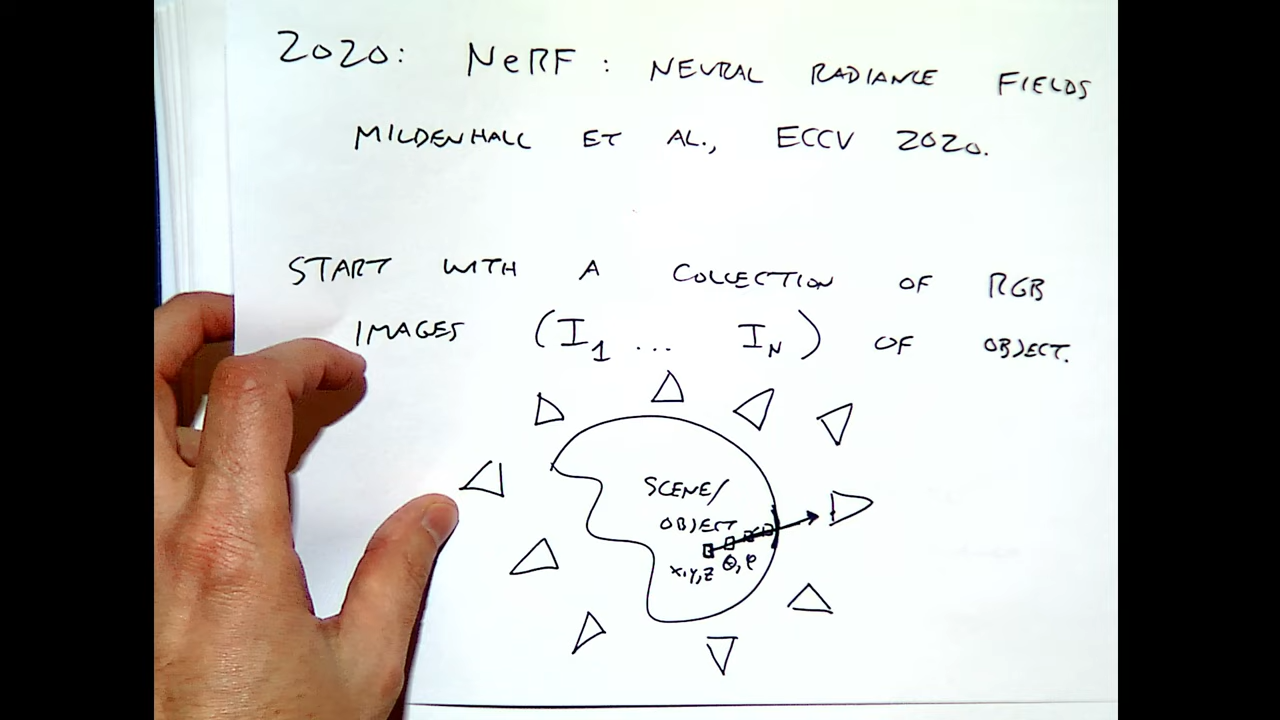 2020: NeRF: NEURAL RADIANCE FIELDS
MILDENHALL ET AL., ECCV 2020.
START WITH A COLLECTION OF RGB
IMAGES (I1 ... IN) OF OBJECT.
SCENE/
OBJECT
x,y,z θ,φ